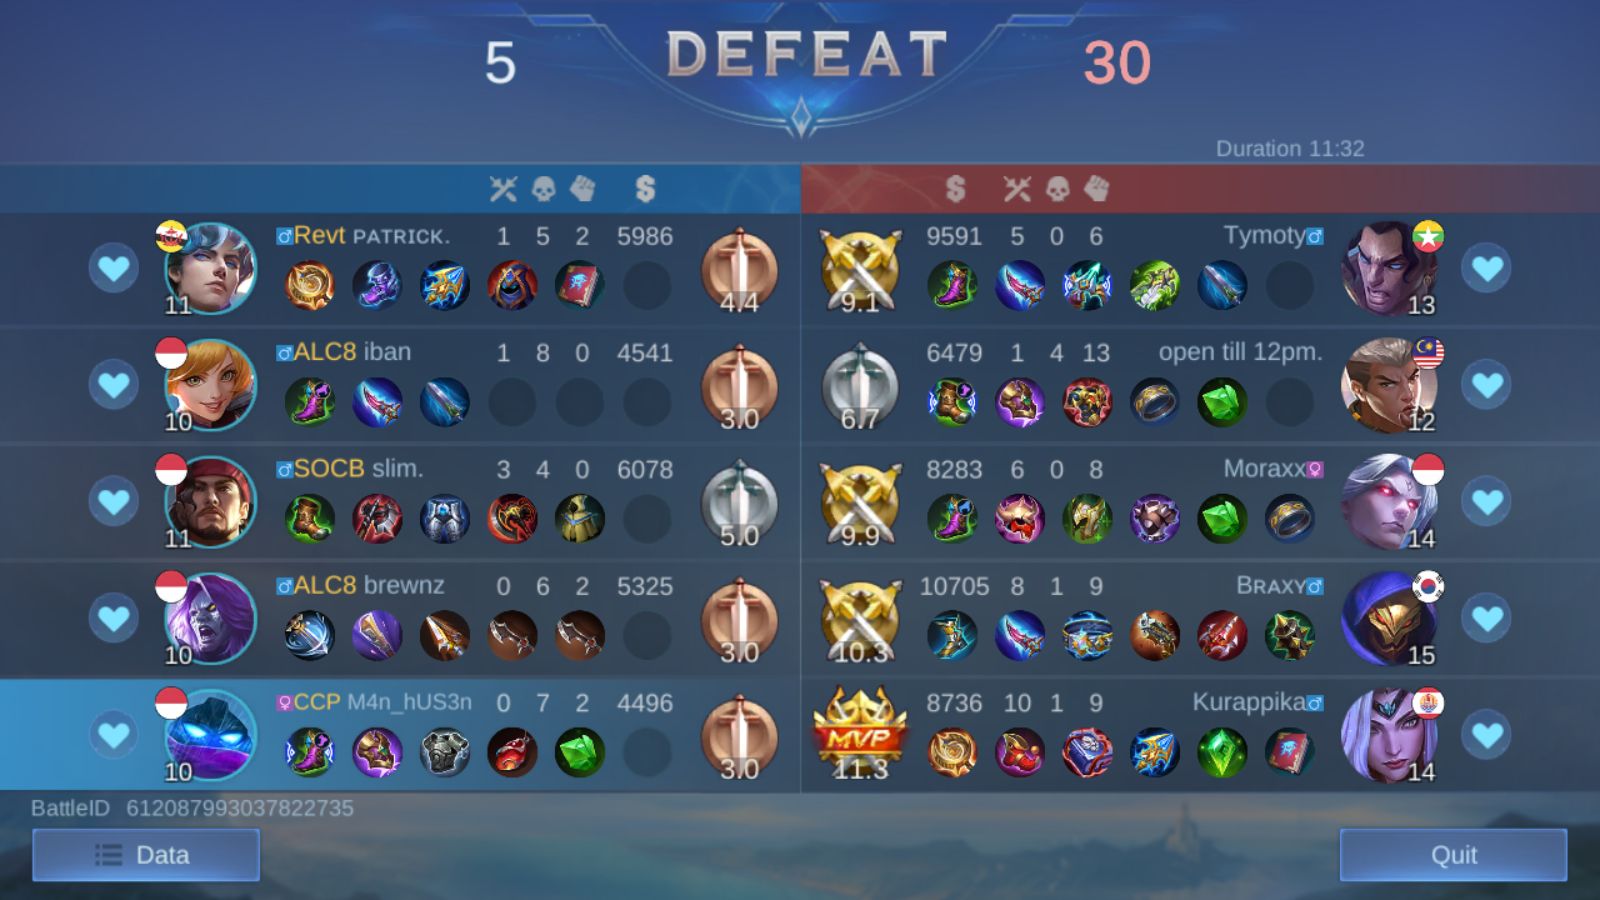 5 DEFEAT 30
Duration 11:32
Revt PATRICK. 1 5 2 5986
11 4.4
9591 5 0 6 Tymoty
9.1 13
ALC8 iban 1 8 0 4541
10 3.0
6479 1 4 13 open till 12pm.
6.7 12
SOCB slim. 3 4 0 6078
11 5.0
8283 6 0 8 Moraxx
9.9 14
ALC8 brewnz 0 6 2 5325
10 3.0
10705 8 1 9 BRAXY
10.3 15
CCP M4n_hUS3n 0 7 2 4496
10 3.0
8736 10 1 9 Kurappika
MVP
11.3 14
BattleID 612087993037822735
Data
Quit